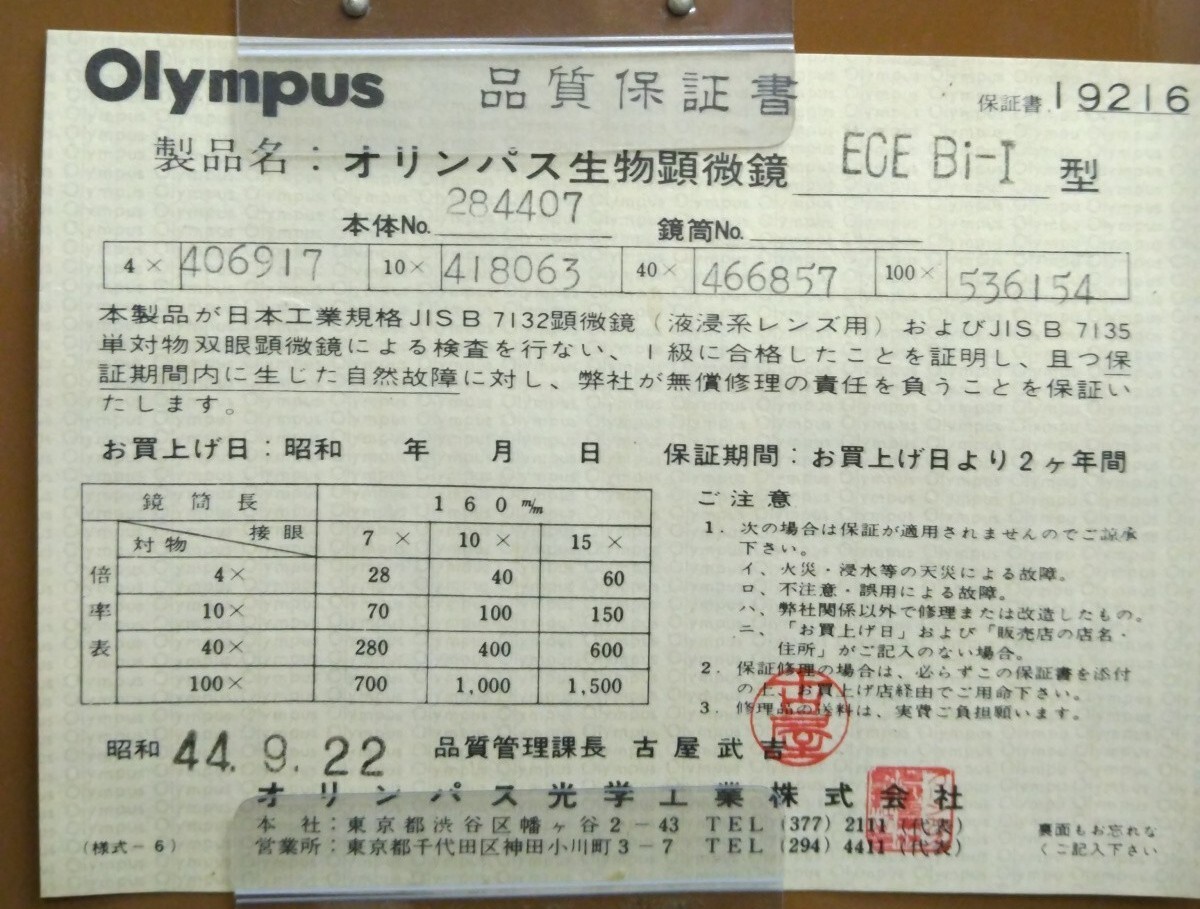 Olympus 品質保証書 保証書 19216
製品名：オリンパス生物顕微鏡 ECE Bi-I 型
本体No. 284407 鏡筒No.
4× 406917 10× 418063 40× 466857 100× 536154
本製品が日本工業規格JIS B 7132顕微鏡（液浸系レンズ用）およびJIS B 7135
単対物双眼顕微鏡による検査を行ない、1級に合格したことを証明し、且つ保
証期間内に生じた自然故障に対し、弊社が無償修理の責任を負うことを保証い
たします。
お買上げ日：昭和 年 月 日 保証期間：お買上げ日より2ヶ年間
鏡筒長 160m/m
倍率表
対物 接眼 7× 10× 15×
4× 28 40 60
10× 70 100 150
40× 280 400 600
100× 700 1,000 1,500
ご注意
1. 次の場合は保証が適用されませんのでご諒承
下さい。
イ、火災・浸水等の天災による故障。
ロ、不注意・誤用による故障。
ハ、弊社関係以外で修理または改造したもの。
ニ、「お買上げ日」および「販売店の店名・
住所」がご記入のない場合。
2. 保証修理の場合は、必らずこの保証書を添付
の上、お買上げ店経由でご用命下さい。
3. 修理品の送料は、実費ご負担願います。
昭和 44.9.22 品質管理課長 古屋武吉
古屋
オリンパス光学工業株式会社
本社：東京都渋谷区幡ヶ谷2-43 TEL (377) 2111 (代表)
営業所：東京都千代田区神田小川町3-7 TEL (294) 4411 (代表)
(様式-6)
裏面もお忘れな
くご記入下さい